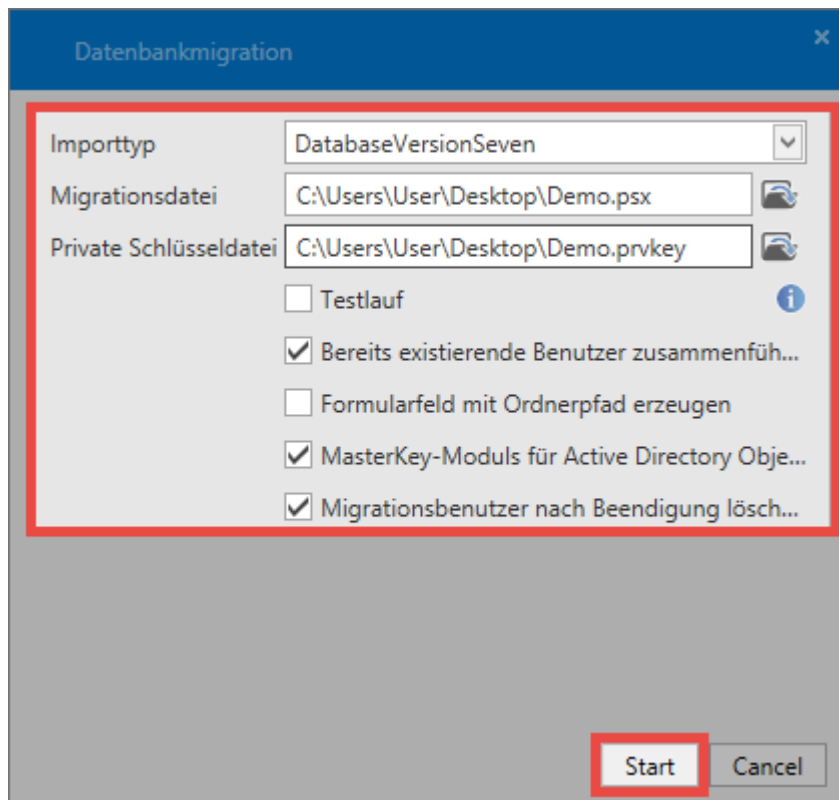 Datenbankmigration
Importtyp DatabaseVersionSeven
Migrationsdatei C:\Users\User\Desktop\Demo.psx
Private Schlüsseldatei C:\Users\User\Desktop\Demo.prvkey
Testlauf
Bereits existierende Benutzer zusammenfüh...
Formularfeld mit Ordnerpfad erzeugen
MasterKey-Moduls für Active Directory Obje...
Migrationsbenutzer nach Beendigung lösch...
Start Cancel